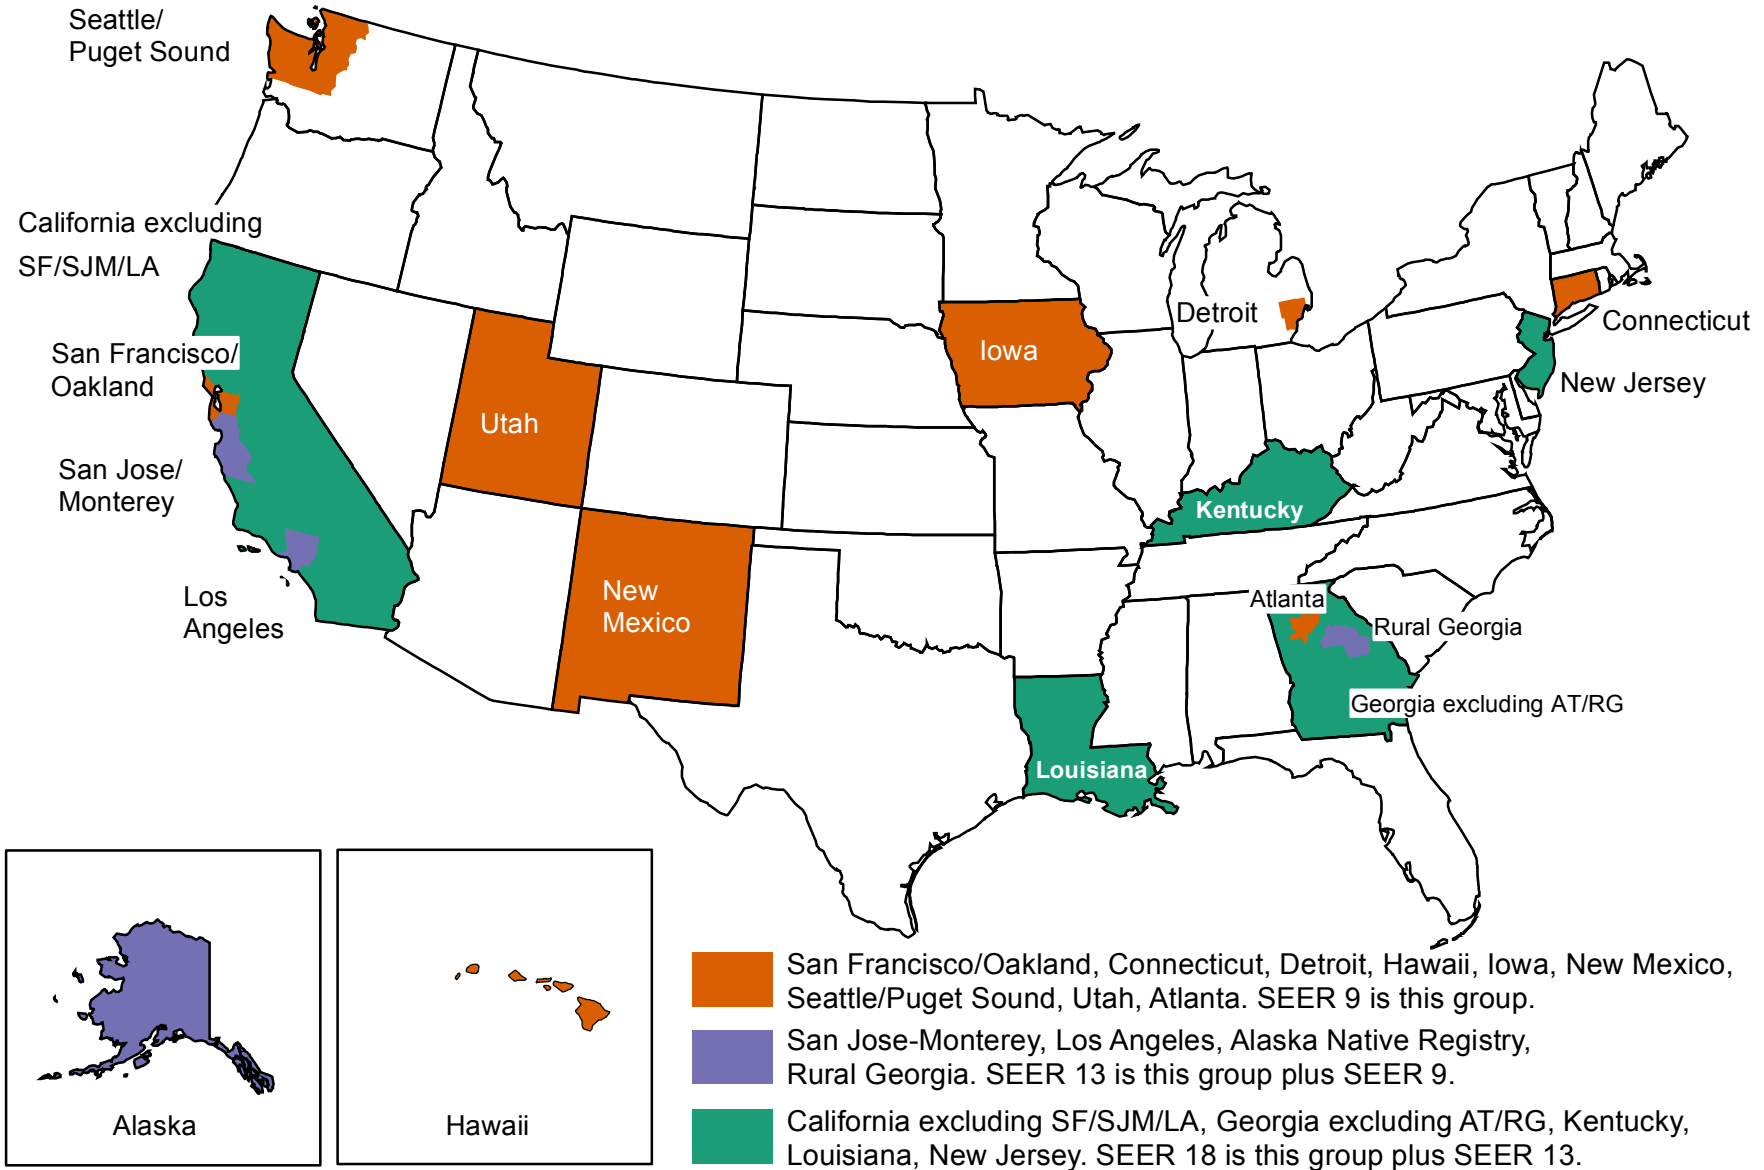 Seattle/
Puget Sound
California excluding
SF/SJM/LA
San Francisco/
Oakland
San Jose/
Monterey
Los
Angeles
Utah
New
Mexico
Iowa
Detroit
Connecticut
New Jersey
Kentucky
Atlanta
Rural Georgia
Georgia excluding AT/RG
Louisiana
Alaska
Hawaii
San Francisco/Oakland, Connecticut, Detroit, Hawaii, Iowa, New Mexico,
Seattle/Puget Sound, Utah, Atlanta. SEER 9 is this group.
San Jose-Monterey, Los Angeles, Alaska Native Registry,
Rural Georgia. SEER 13 is this group plus SEER 9.
California excluding SF/SJM/LA, Georgia excluding AT/RG, Kentucky,
Louisiana, New Jersey. SEER 18 is this group plus SEER 13.